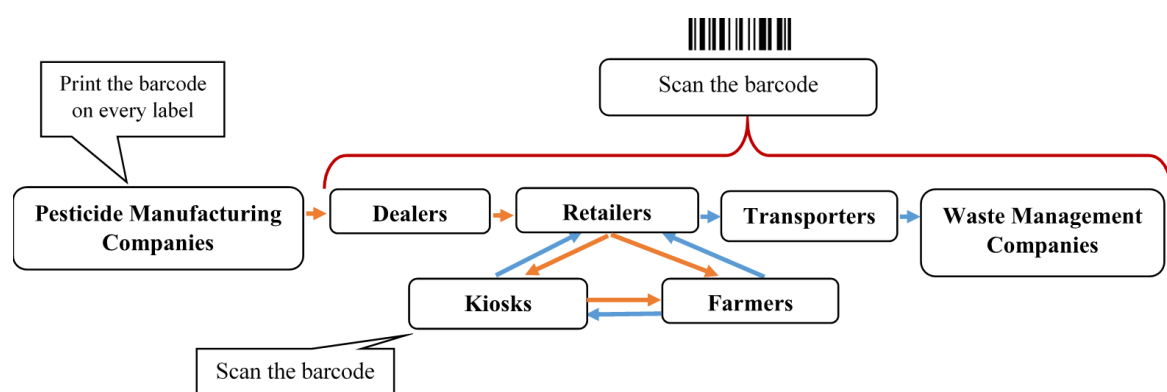 Print the barcode
on every label
Scan the barcode
Pesticide Manufacturing
Companies
Dealers
Retailers
Transporters
Waste Management
Companies
Kiosks
Farmers
Scan the barcode